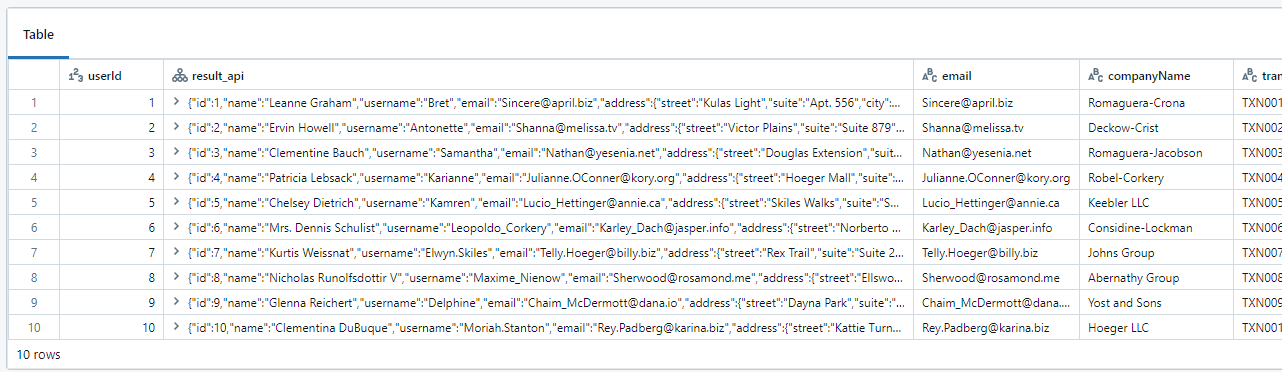 Table
1²3 userId result_api ABC email ABC companyName ABC tran
1 1 {"id":1,"name":"Leanne Graham","username":"Bret","email":"Sincere@april.biz","address":{"street":"Kulas Light","suite":"Apt. 556","city":... Sincere@april.biz Romaguera-Crona TXN001
2 2 {"id":2,"name":"Ervin Howell","username":"Antonette","email":"Shanna@melissa.tv","address":{"street":"Victor Plains","suite":"Suite 879"... Shanna@melissa.tv Deckow-Crist TXN002
3 3 {"id":3,"name":"Clementine Bauch","username":"Samantha","email":"Nathan@yesenia.net","address":{"street":"Douglas Extension","suit... Nathan@yesenia.net Romaguera-Jacobson TXN003
4 4 {"id":4,"name":"Patricia Lebsack","username":"Karianne","email":"Julianne.OConner@kory.org","address":{"street":"Hoeger Mall","suite":... Julianne.OConner@kory.org Robel-Corkery TXN004
5 5 {"id":5,"name":"Chelsey Dietrich","username":"Kamren","email":"Lucio_Hettinger@annie.ca","address":{"street":"Skiles Walks","suite":"S... Lucio_Hettinger@annie.ca Keebler LLC TXN005
6 6 {"id":6,"name":"Mrs. Dennis Schulist","username":"Leopoldo_Corkery","email":"Karley_Dach@jasper.info","address":{"street":"Norberto ... Karley_Dach@jasper.info Considine-Lockman TXN006
7 7 {"id":7,"name":"Kurtis Weissnat","username":"Elwyn.Skiles","email":"Telly.Hoeger@billy.biz","address":{"street":"Rex Trail","suite":"Suite 2... Telly.Hoeger@billy.biz Johns Group TXN007
8 8 {"id":8,"name":"Nicholas Runolfsdottir V","username":"Maxime_Nienow","email":"Sherwood@rosamond.me","address":{"street":"Ellswo... Sherwood@rosamond.me Abernathy Group TXN008
9 9 {"id":9,"name":"Glenna Reichert","username":"Delphine","email":"Chaim_McDermott@dana.io","address":{"street":"Dayna Park","suite":"... Chaim_McDermott@dana.... Yost and Sons TXN009
10 10 {"id":10,"name":"Clementina DuBuque","username":"Moriah.Stanton","email":"Rey.Padberg@karina.biz","address":{"street":"Kattie Turn... Rey.Padberg@karina.biz Hoeger LLC TXN001
10 rows